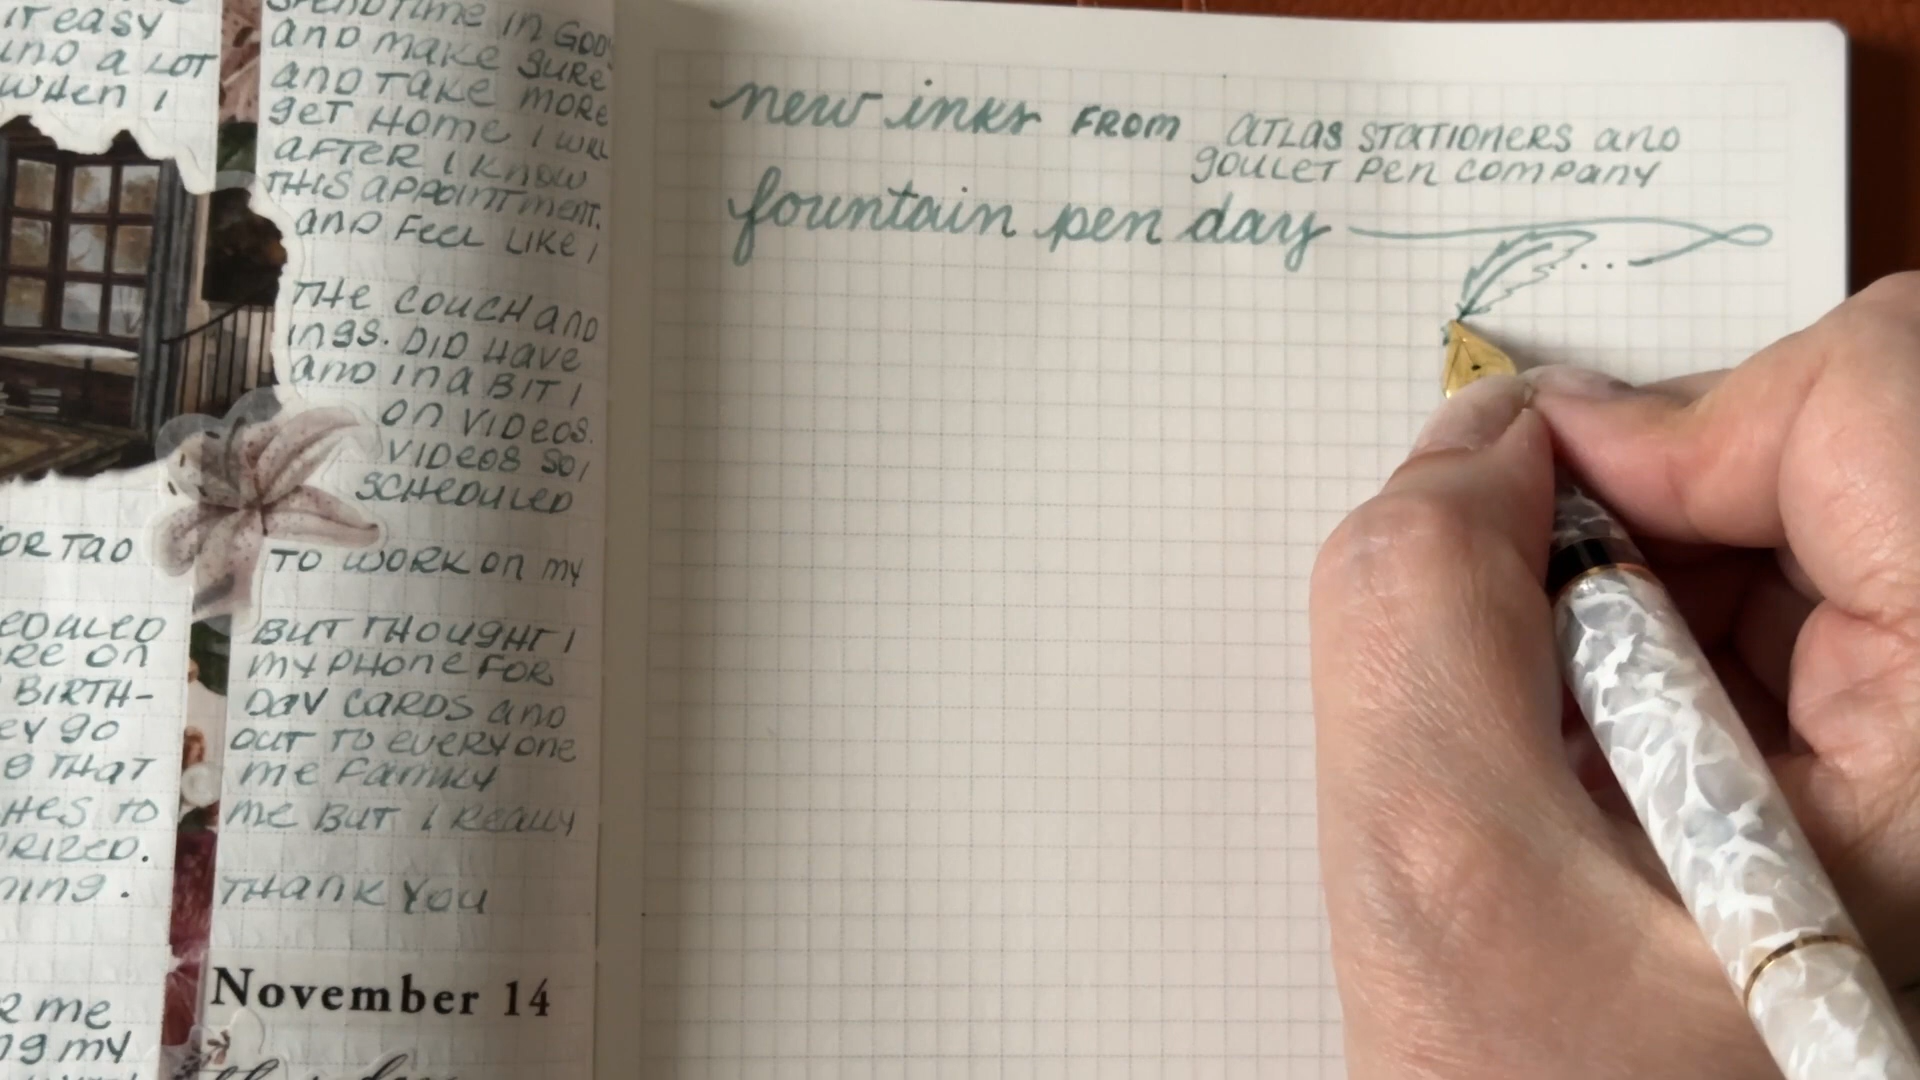 IT easy
and a LOT
when I
SPEND TIME IN GOD'
and make SURE
and Take more
get Home I WILL
AFTER I know
THIS appointment.
and Feel Like I
THE COUCH and
ings. DID Have
and in a BIT I
on VIDeos.
VIDeos SO I
SCHeDuleD
FOR Tao
TO WORK on my
BUT THougHT I
my PHone FOR
Day CARDS and
OUT TO eveRyone
me Family
me BUT I Really
THank You
eDuleD
RE on
BIRTH-
ey go
THaT
HES TO
RIZED.
ning.
me
ng my
November 14
new inks FROM aTLas STaTioneRS and
gouLeT Pen Company
fountain pen day
...